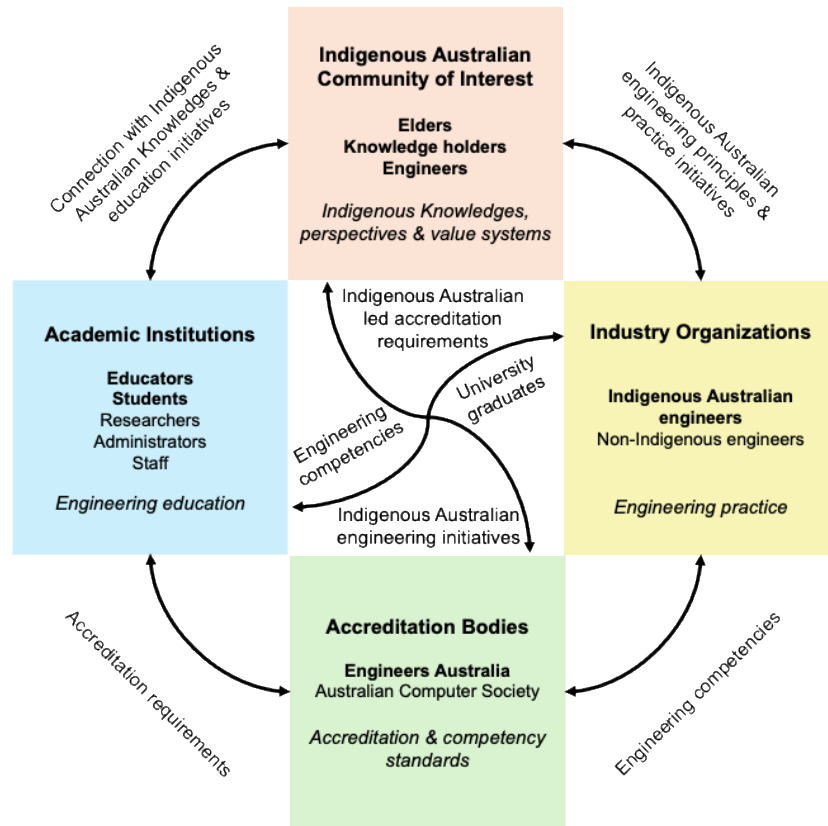 Indigenous Australian
Community of Interest
Elders
Knowledge holders
Engineers
Indigenous Knowledges,
perspectives & value systems
Connection with Indigenous
Australian Knowledges &
education initiatives
Indigenous Australian
engineering principles &
practice initiatives
Academic Institutions
Educators
Students
Researchers
Administrators
Staff
Engineering education
Indigenous Australian
led accreditation
requirements
University
graduates
Engineering
competencies
Indigenous Australian
engineering initiatives
Industry Organizations
Indigenous Australian
engineers
Non-Indigenous engineers
Engineering practice
Accreditation requirements
Accreditation Bodies
Engineers Australia
Australian Computer Society
Accreditation & competency
standards
Engineering competencies